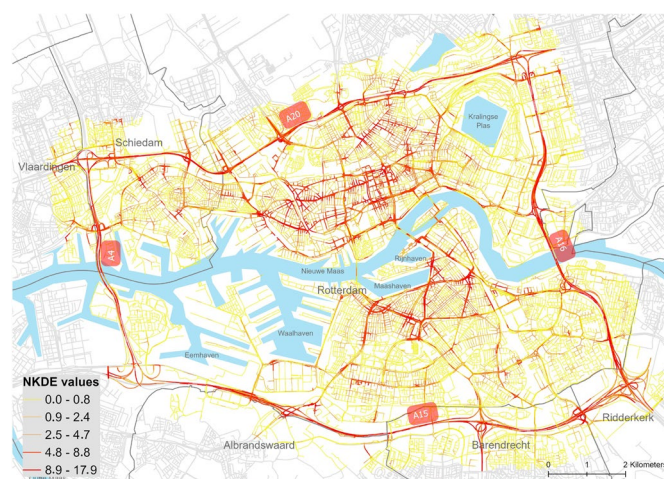 A20
Kralingse
Plas
Schiedam
Vlaardingen
A4
A16
Nieuwe Maas
Rijnhaven
Rotterdam
Maashaven
Waalhaven
Eemhaven
NKDE values
0.0 - 0.8
0.9 - 2.4
2.5 - 4.7
4.8 - 8.8
8.9 - 17.9
A15
Ridderkerk
Albrandswaard
Barendrecht
0 1 2 Kilometers